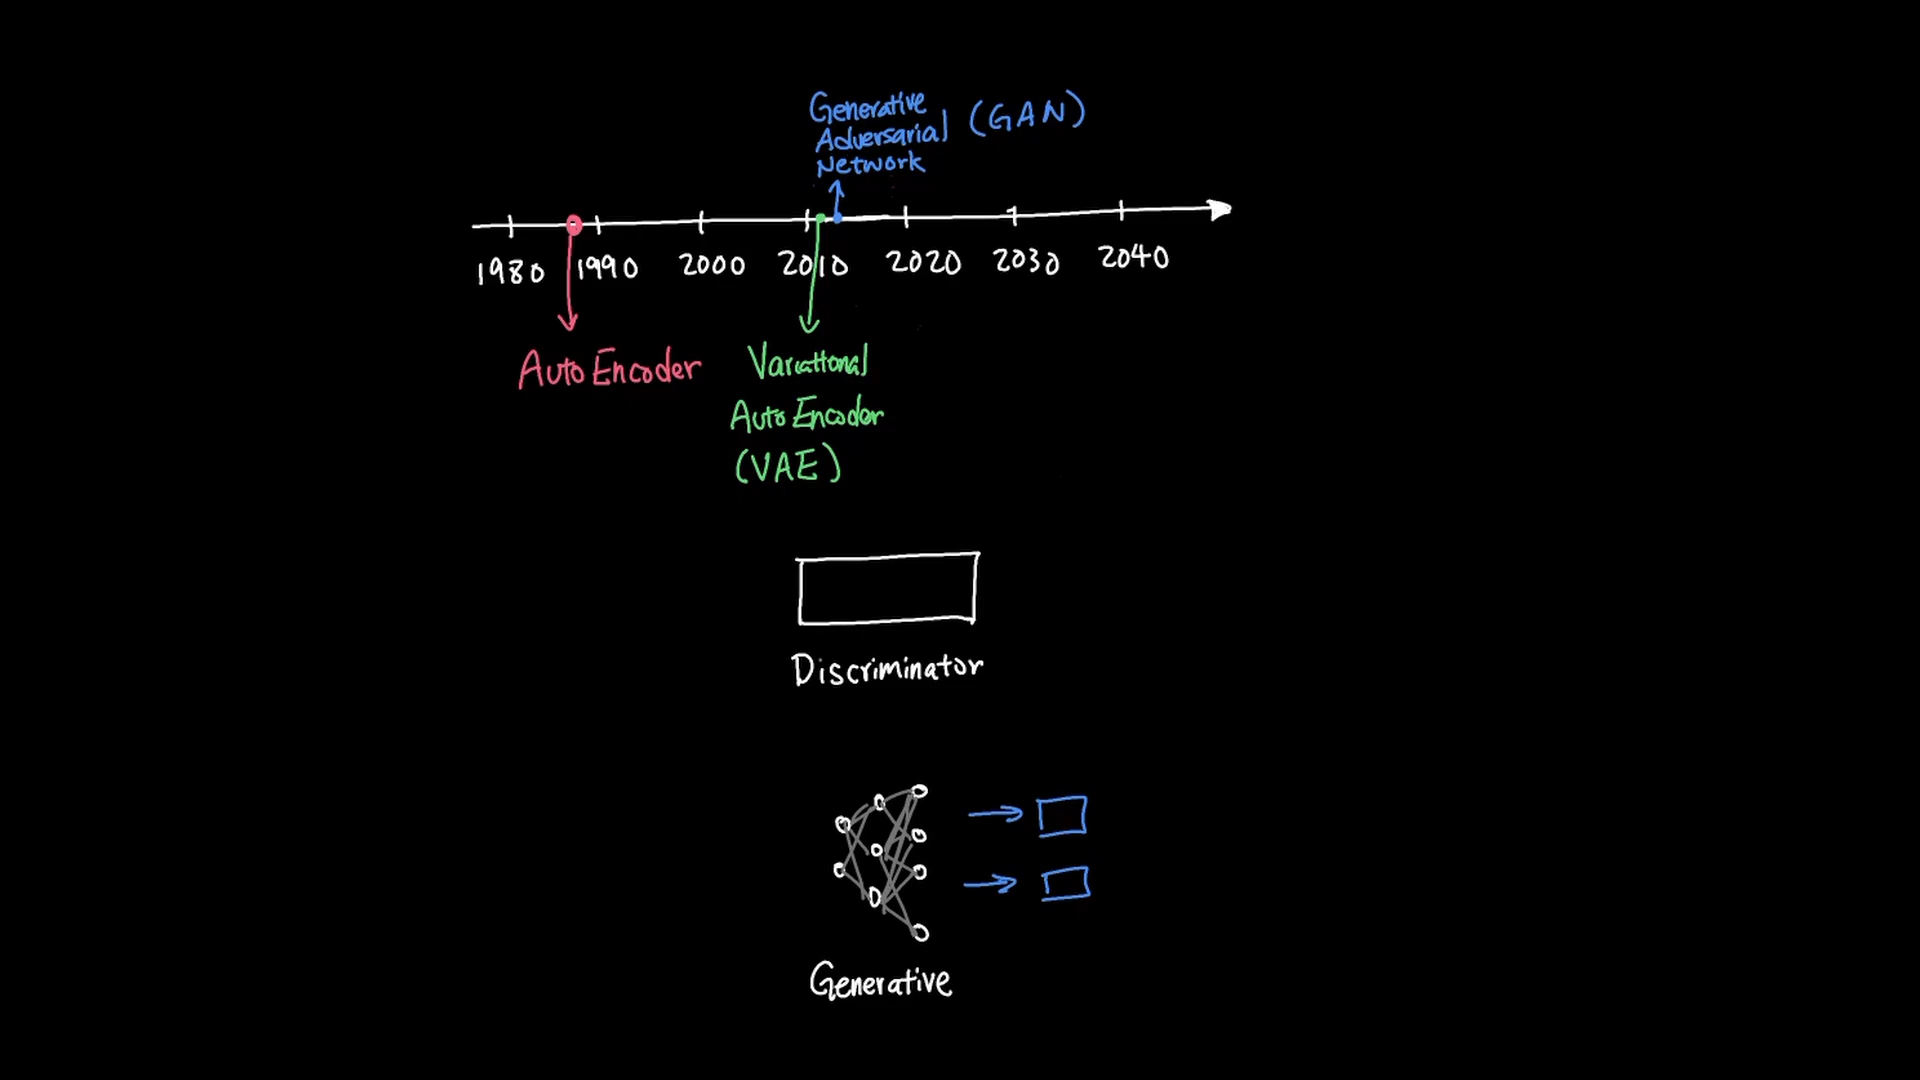 Generative
Adversarial (GAN)
Network
1980 1990 2000 2010 2020 2030 2040
Auto Encoder
Variational
Auto Encoder
(VAE)
Discriminator
Generative